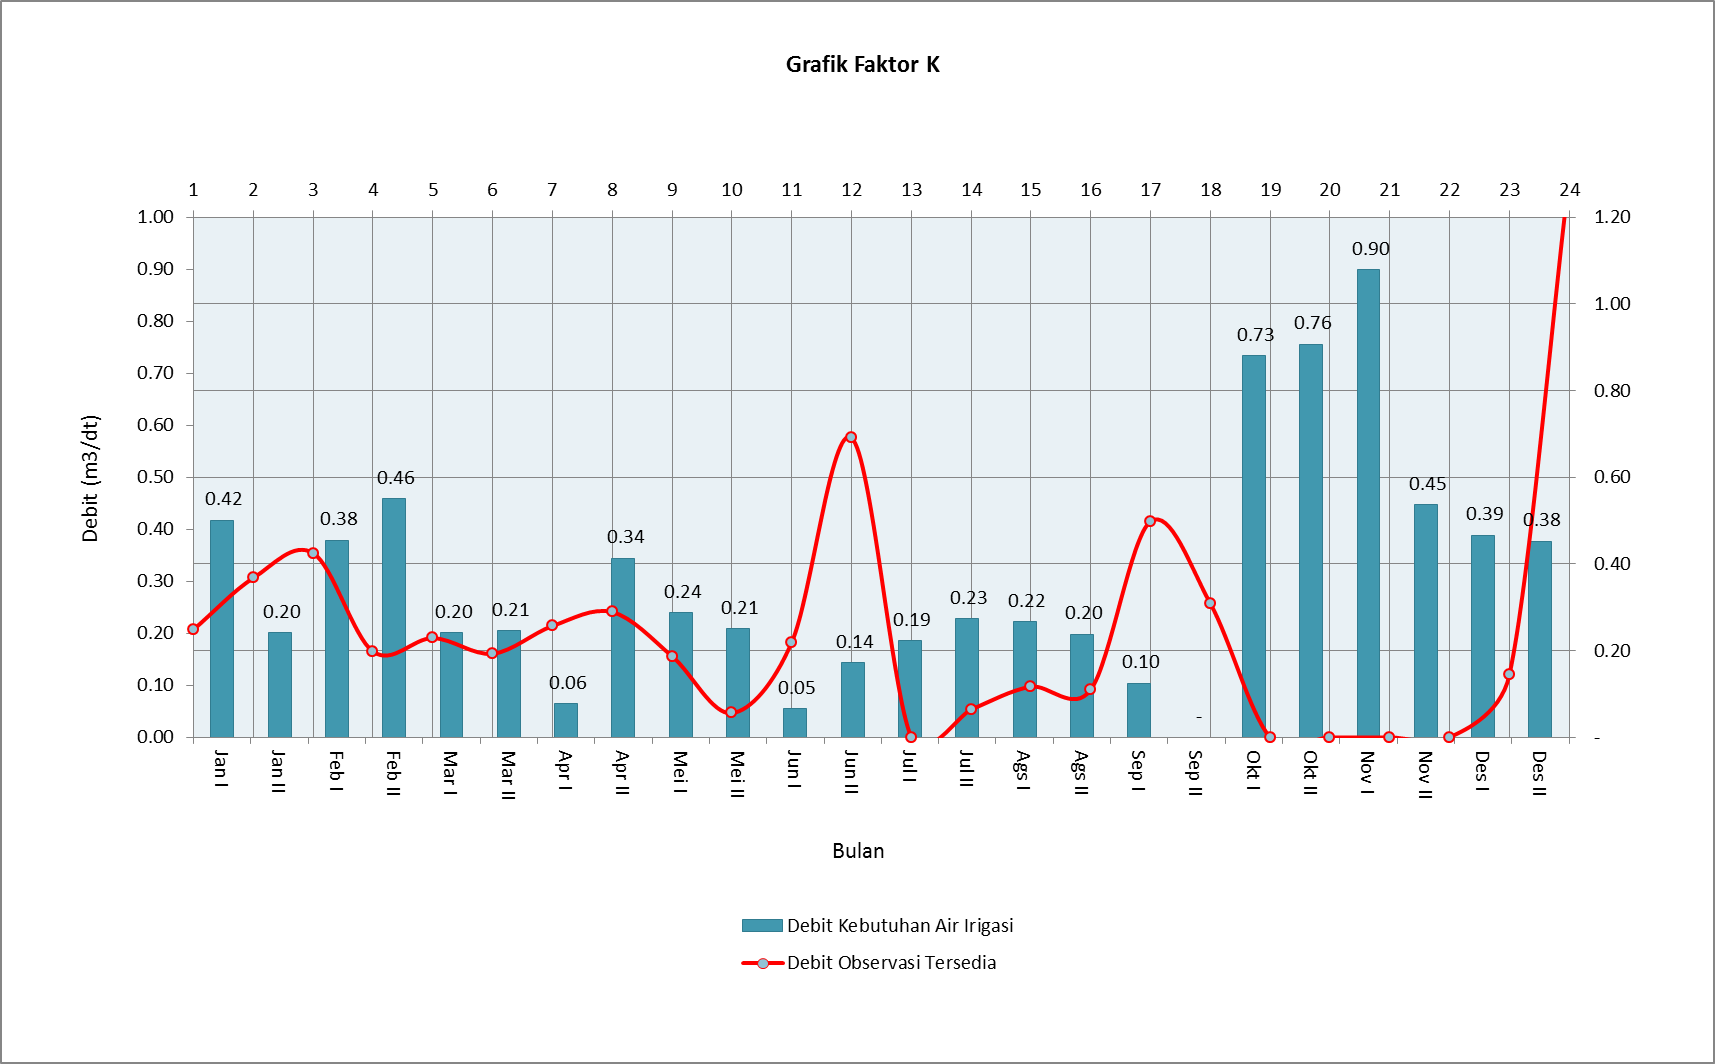 Grafik Faktor K
1 2 3 4 5 6 7 8 9 10 11 12 13 14 15 16 17 18 19 20 21 22 23 24
1.00
0.90
0.80
0.70
0.60
0.50
0.40
0.30
0.20
0.10
0.00
Debit (m3/dt)
1.20
1.00
0.80
0.60
0.40
0.20
-
0.42
0.20
0.38
0.46
0.20
0.21
0.06
0.34
0.24
0.21
0.05
0.14
0.19
0.23
0.22
0.20
0.10
-
0.73
0.76
0.90
0.45
0.39
0.38
Jan I
Jan II
Feb I
Feb II
Mar I
Mar II
Apr I
Apr II
Mei I
Mei II
Jun I
Jun II
Jul I
Jul II
Ags I
Ags II
Sep I
Sep II
Okt I
Okt II
Nov I
Nov II
Des I
Des II
Bulan
Debit Kebutuhan Air Irigasi
Debit Observasi Tersedia